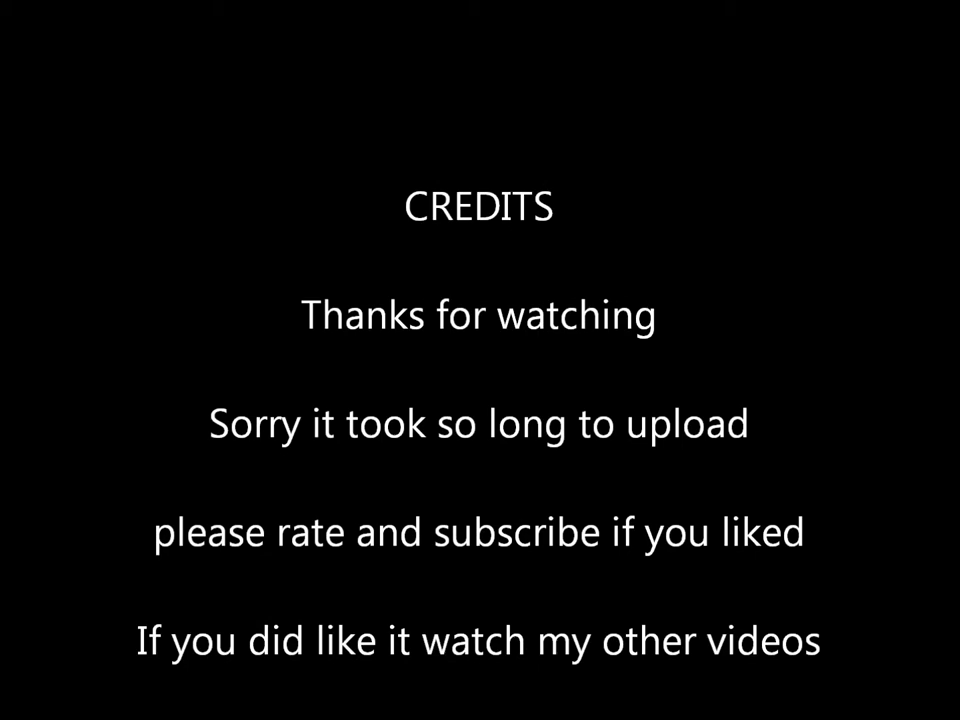 CREDITS
Thanks for watching
Sorry it took so long to upload
please rate and subscribe if you liked
If you did like it watch my other videos